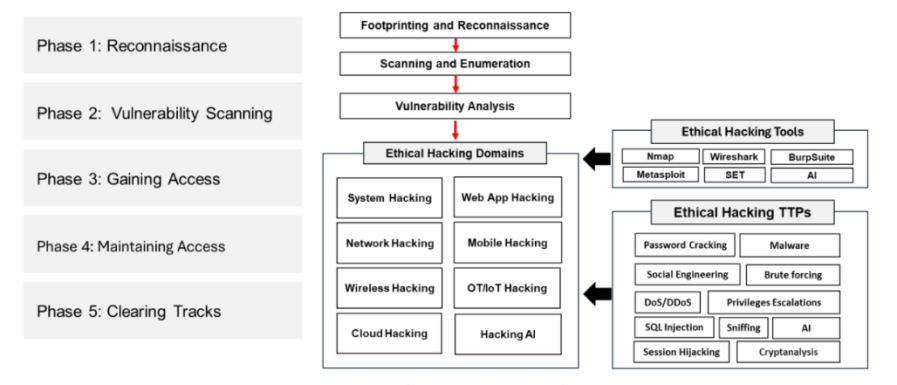 Phase 1: Reconnaissance
Phase 2: Vulnerability Scanning
Phase 3: Gaining Access
Phase 4: Maintaining Access
Phase 5: Clearing Tracks
Footprinting and Reconnaissance
Scanning and Enumeration
Vulnerability Analysis
Ethical Hacking Domains
System Hacking
Web App Hacking
Network Hacking
Mobile Hacking
Wireless Hacking
OT/IoT Hacking
Cloud Hacking
Hacking AI
Ethical Hacking Tools
Nmap
Wireshark
BurpSuite
Metasploit
SET
AI
Ethical Hacking TTPs
Password Cracking
Malware
Social Engineering
Brute forcing
DoS/DDoS
Privileges Escalations
SQL Injection
Sniffing
AI
Session Hijacking
Cryptanalysis